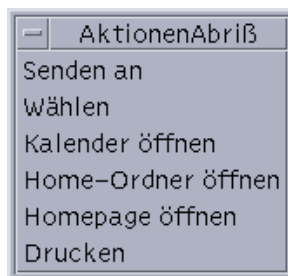 AktionenAbriß
Senden an
Wählen
Kalender öffnen
Home-Ordner öffnen
Homepage öffnen
Drucken